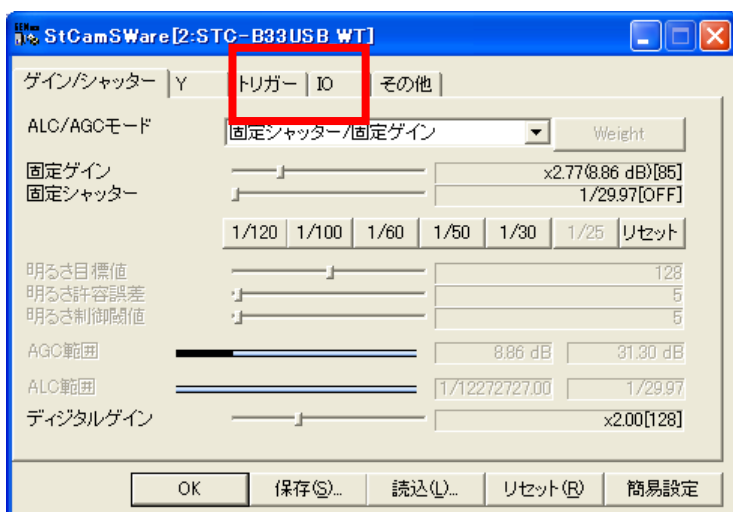 StCamSWare[2:STC-B33USB_WT]
ゲイン/シャッター Y トリガー IO その他
ALC/AGCモード 固定シャッター/固定ゲイン Weight
固定ゲイン x2.77(8.86 dB)[85]
固定シャッター 1/29.97[OFF]
1/120 1/100 1/60 1/50 1/30 1/25 リセット
明るさ目標値 128
明るさ許容誤差 5
明るさ制御閾値 5
AGC範囲 8.86 dB 31.30 dB
ALC範囲 1/12272727.00 1/29.97
ディジタルゲイン x2.00[128]
OK 保存(S)... 読込(L)... リセット(R) 簡易設定